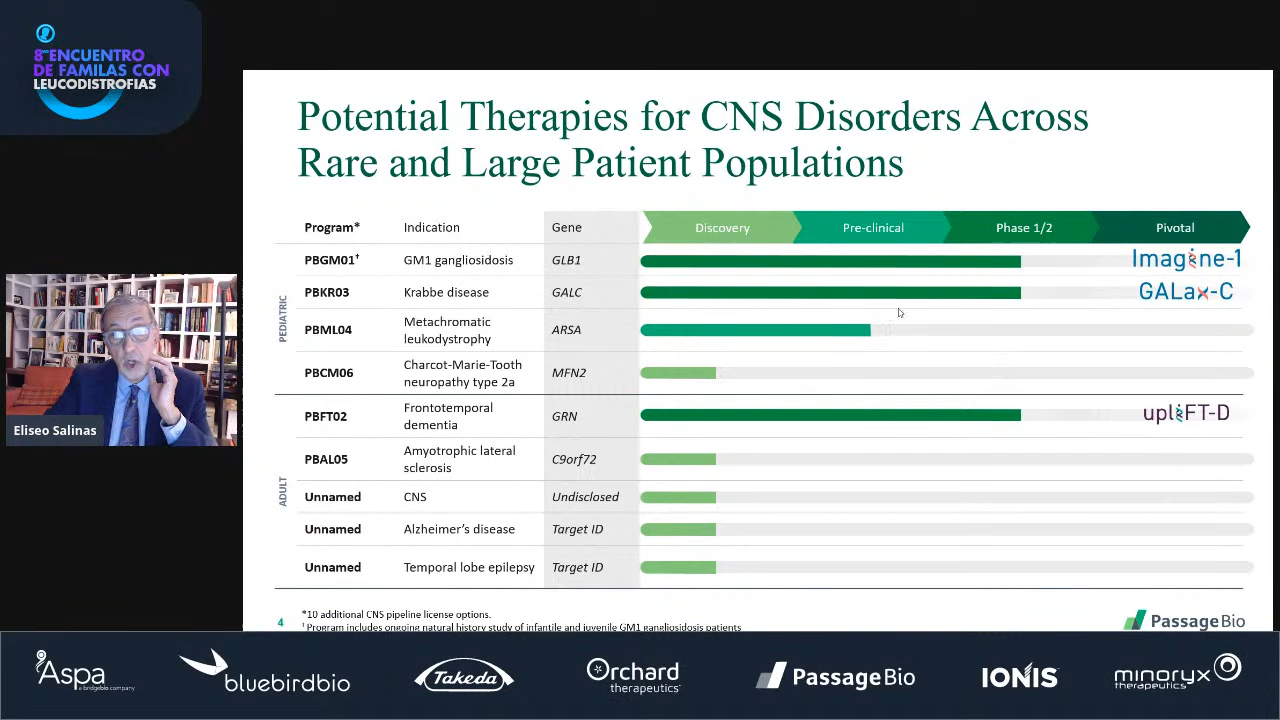 8vo ENCUENTRO
DE FAMILAS CON
LEUCODISTROFIAS
Potential Therapies for CNS Disorders Across
Rare and Large Patient Populations
Program* Indication Gene Discovery Pre-clinical Phase 1/2 Pivotal
PEDIATRIC
PBGM01† GM1 gangliosidosis GLB1 Imagine-1
PBKR03 Krabbe disease GALC GALax-C
PBML04 Metachromatic
leukodystrophy ARSA
PBCM06 Charcot-Marie-Tooth
neuropathy type 2a MFN2
ADULT
PBFT02 Frontotemporal
dementia GRN upliFT-D
PBAL05 Amyotrophic lateral
sclerosis C9orf72
Unnamed CNS Undisclosed
Unnamed Alzheimer's disease Target ID
Unnamed Temporal lobe epilepsy Target ID
Eliseo Salinas
*10 additional CNS pipeline license options.
4 † Program includes ongoing natural history study of infantile and juvenile GM1 gangliosidosis patients
PassageBio
Aspa
a bridgebio company
bluebirdbio
Takeda
Orchard
therapeutics
PassageBio
IONIS
minoryx
therapeutics